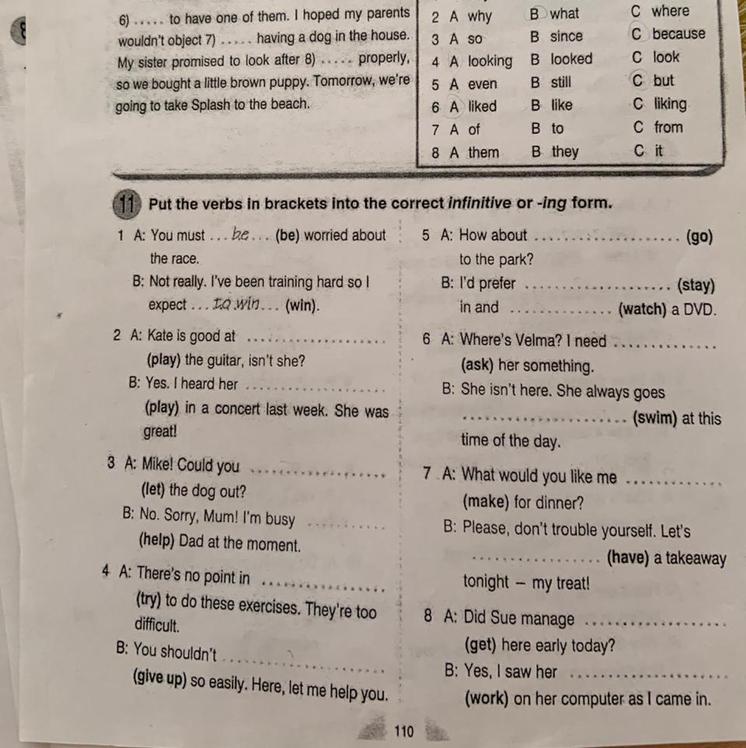 6) ..... to have one of them. I hoped my parents
wouldn't object 7) ..... having a dog in the house.
My sister promised to look after 8) ..... properly,
so we bought a little brown puppy. Tomorrow, we're
going to take Splash to the beach.
2 A why B what C where
3 A so B since C because
4 A looking B looked C look
5 A even B still C but
6 A liked B like C liking
7 A of B to C from
8 A them B they C it
11 Put the verbs in brackets into the correct infinitive or -ing form.
1 A: You must ... be ... (be) worried about
the race.
B: Not really. I've been training hard so I
expect ... to win ... (win).
2 A: Kate is good at ....................
(play) the guitar, isn't she?
B: Yes. I heard her ....................
(play) in a concert last week. She was
great!
3 A: Mike! Could you ....................
(let) the dog out?
B: No. Sorry, Mum! I'm busy ............
(help) Dad at the moment.
4 A: There's no point in ..................
(try) to do these exercises. They're too
difficult.
B: You shouldn't ........................
(give up) so easily. Here, let me help you.
5 A: How about ...................... (go)
to the park?
B: I'd prefer ...................... (stay)
in and ............... (watch) a DVD.
6 A: Where's Velma? I need ...............
(ask) her something.
B: She isn't here. She always goes
........................ (swim) at this
time of the day.
7 A: What would you like me ..............
(make) for dinner?
B: Please, don't trouble yourself. Let's
................... (have) a takeaway
tonight – my treat!
8 A: Did Sue manage .....................
(get) here early today?
B: Yes, I saw her .......................
(work) on her computer as I came in.
110